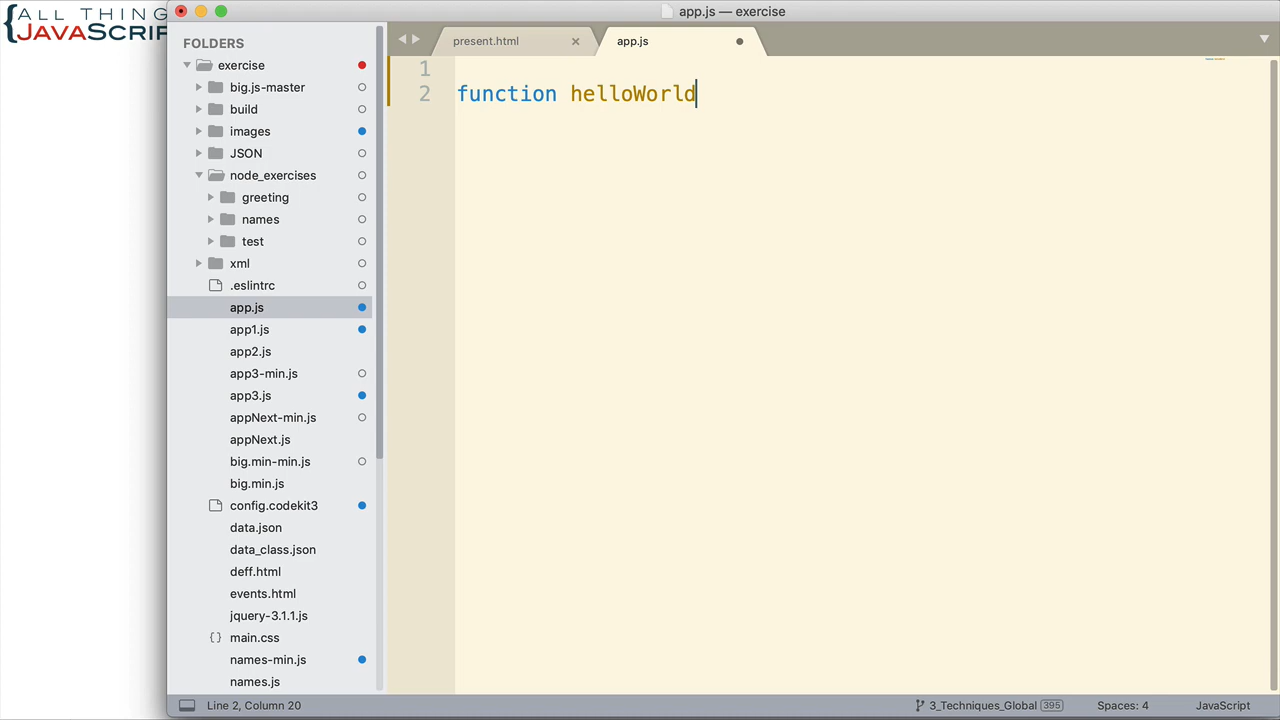 {ALL THING
JAVASCRIP
app.js — exercise
FOLDERS
exercise
big.js-master
build
images
JSON
node_exercises
greeting
names
test
xml
.eslintrc
app.js
app1.js
app2.js
app3-min.js
app3.js
appNext-min.js
appNext.js
big.min-min.js
big.min.js
config.codekit3
data.json
data_class.json
deff.html
events.html
jquery-3.1.1.js
{} main.css
names-min.js
names.js
present.html
app.js
1
2 function helloWorld
Line 2, Column 20
3_Techniques_Global 395
Spaces: 4
JavaScript